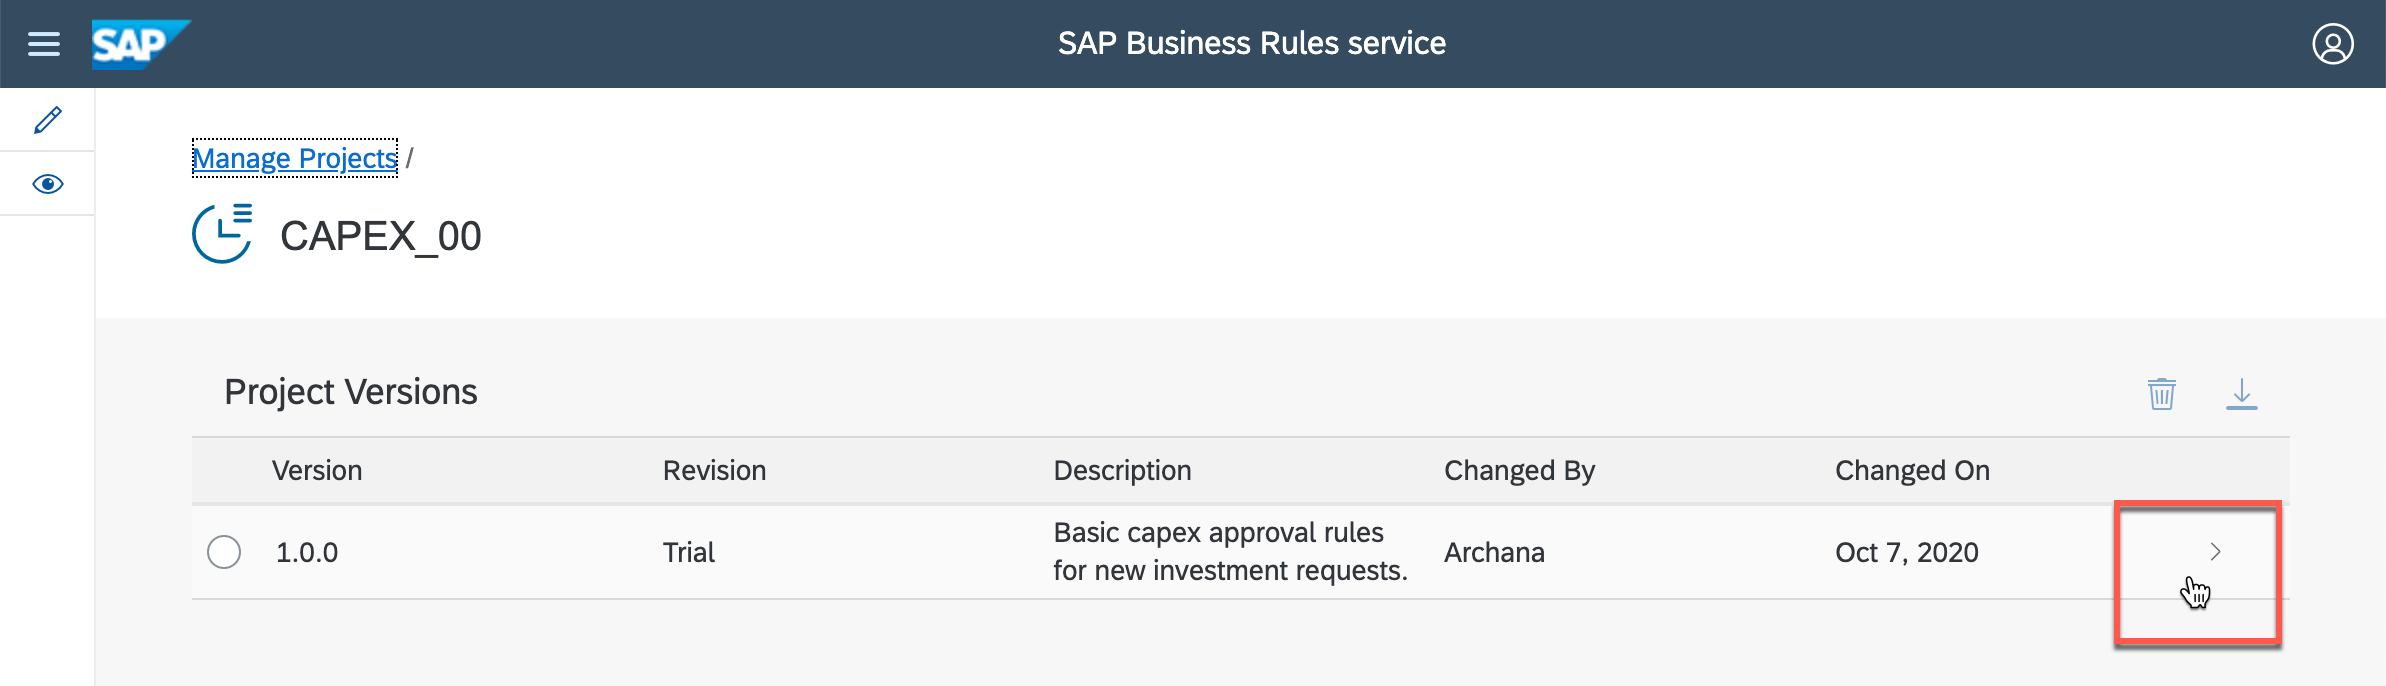 SAP
SAP Business Rules service
Manage Projects /
CAPEX_00
Project Versions
Version Revision Description Changed By Changed On
1.0.0 Trial Basic capex approval rules Archana Oct 7, 2020
for new investment requests.